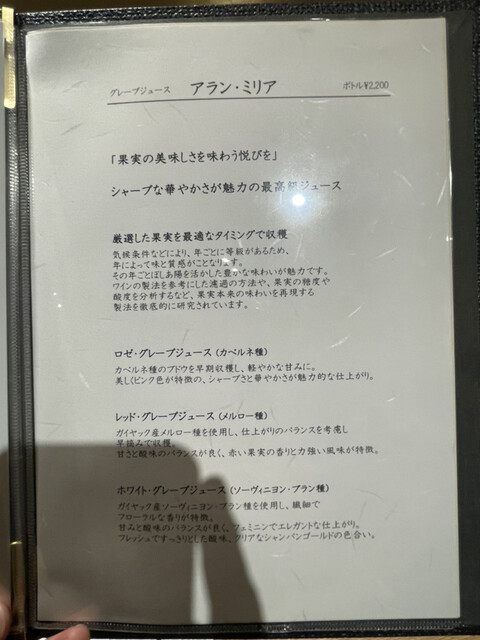 グレープジュース アラン・ミリア ボトル¥2,200
「果実の美味しさを味わう悦びを」
シャープな華やかさが魅力の最高級ジュース
厳選した果実を最適なタイミングで収穫
気候条件などにより、年ごとに等級があるため、
年によって味と質感がことなります。
その年ごとぼしあ陽を活かした豊かな味わいが魅力です。
ワインの製法を参考にした濾過の方法や、果実の糖度や
酸度を分析するなど、果実本来の味わいを再現する
製法を徹底的に研究されています。
ロゼ・グレープジュース(カベルネ種)
カベルネ種のブドウを早期収穫し、軽やかな甘みに。
美しくピンク色が特徴の、シャープさと華やかさが魅力的な仕上がり。
レッド・グレープジュース(メルロー種)
ガイヤック産メルロー種を使用し、仕上がりのバランスを考慮し
早摘みで収穫。
甘さと酸味のバランスが良く、赤い果実の香りと力強い風味が特徴。
ホワイト・グレープジュース(ソーヴィニヨン・ブラン種)
ガイヤック産ソーヴィニヨン・ブラン種を使用し、繊細で
フローラルな香りが特徴。
甘みと酸味のバランスが良く、フェミニンでエレガントな仕上がり。
フレッシュですっきりとした酸味、クリアなシャンパンゴールドの色合い。